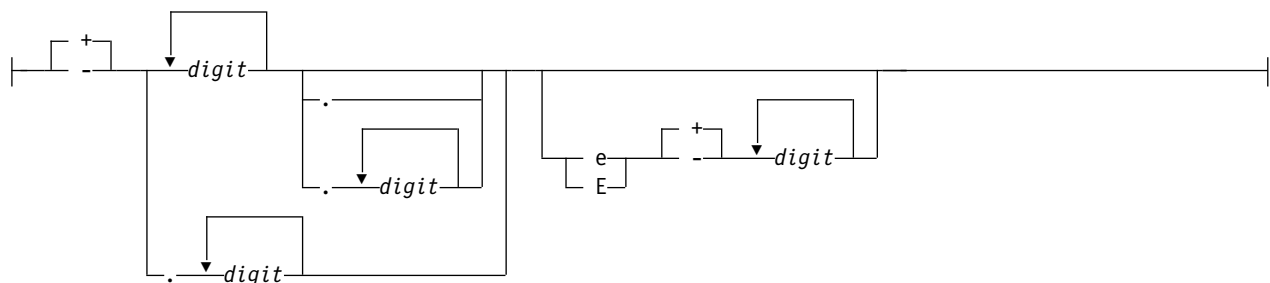 +
- digit
.
+
e - digit
. digit E
. digit